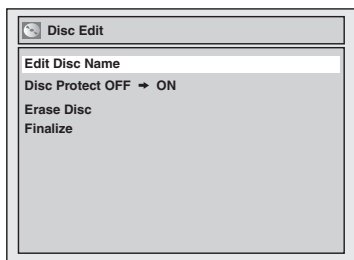 Disc Edit
Edit Disc Name
Disc Protect OFF ➔ ON
Erase Disc
Finalize